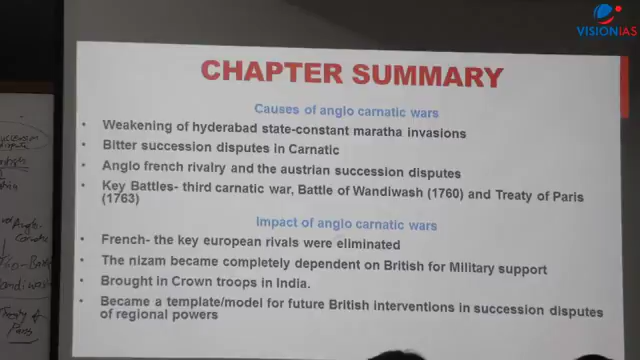 VISIONIAS
CHAPTER SUMMARY
Causes of anglo carnatic wars
• Weakening of hyderabad state-constant maratha invasions
• Bitter succession disputes in Carnatic
• Anglo french rivalry and the austrian succession disputes
• Key Battles- third carnatic war, Battle of Wandiwash (1760) and Treaty of Paris
(1763)
Impact of anglo carnatic wars
• French- the key european rivals were eliminated
• The nizam became completely dependent on British for Military support
• Brought in Crown troops in India.
• Became a template/model for future British interventions in succession disputes
of regional powers
Anglo-
Treaty of
Paris